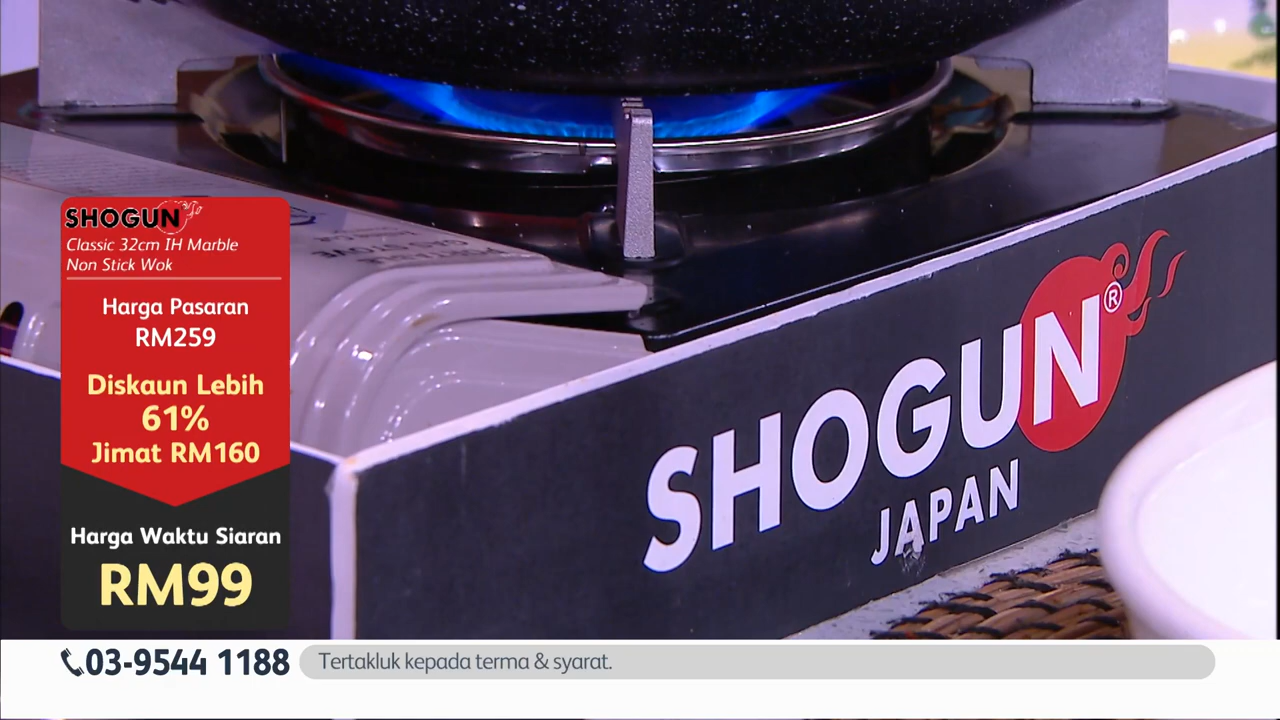 SHOGUN
Classic 32cm IH Marble
Non Stick Wok
Harga Pasaran
RM259
Diskaun Lebih
61%
Jimat RM160
Harga Waktu Siaran
RM99
SHOGUN®
JAPAN
03-9544 1188
Tertakluk kepada terma & syarat.